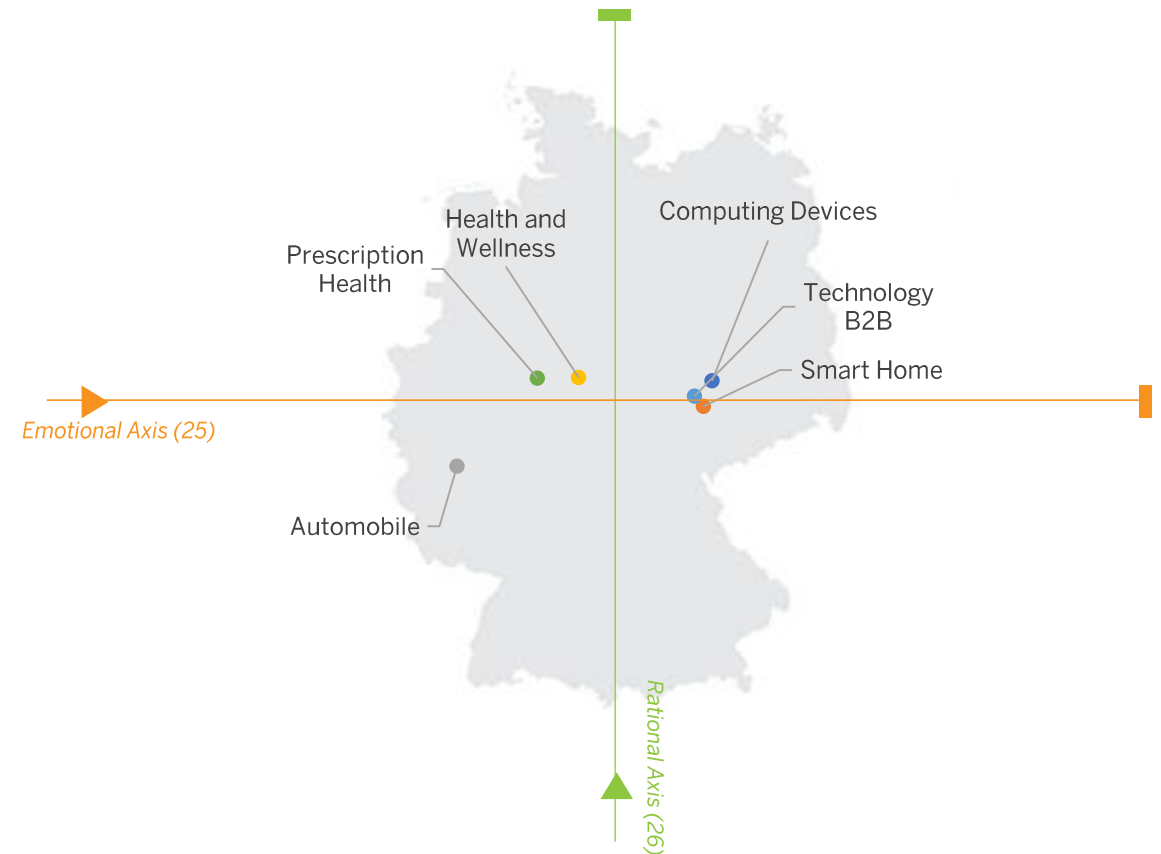 Computing Devices
Health and
Wellness
Prescription
Health
Technology
B2B
Smart Home
Emotional Axis (25)
Automobile
Rational Axis (26)